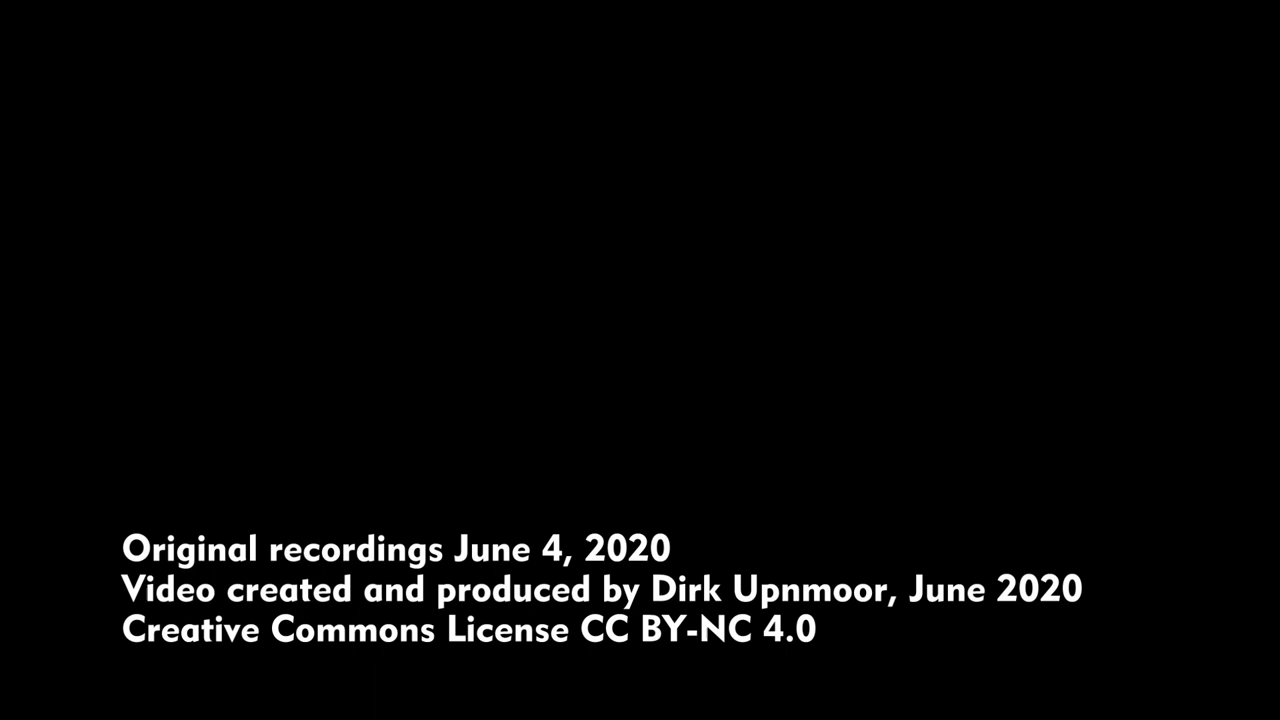 Original recordings June 4, 2020
Video created and produced by Dirk Upnmoor, June 2020
Creative Commons License CC BY-NC 4.0